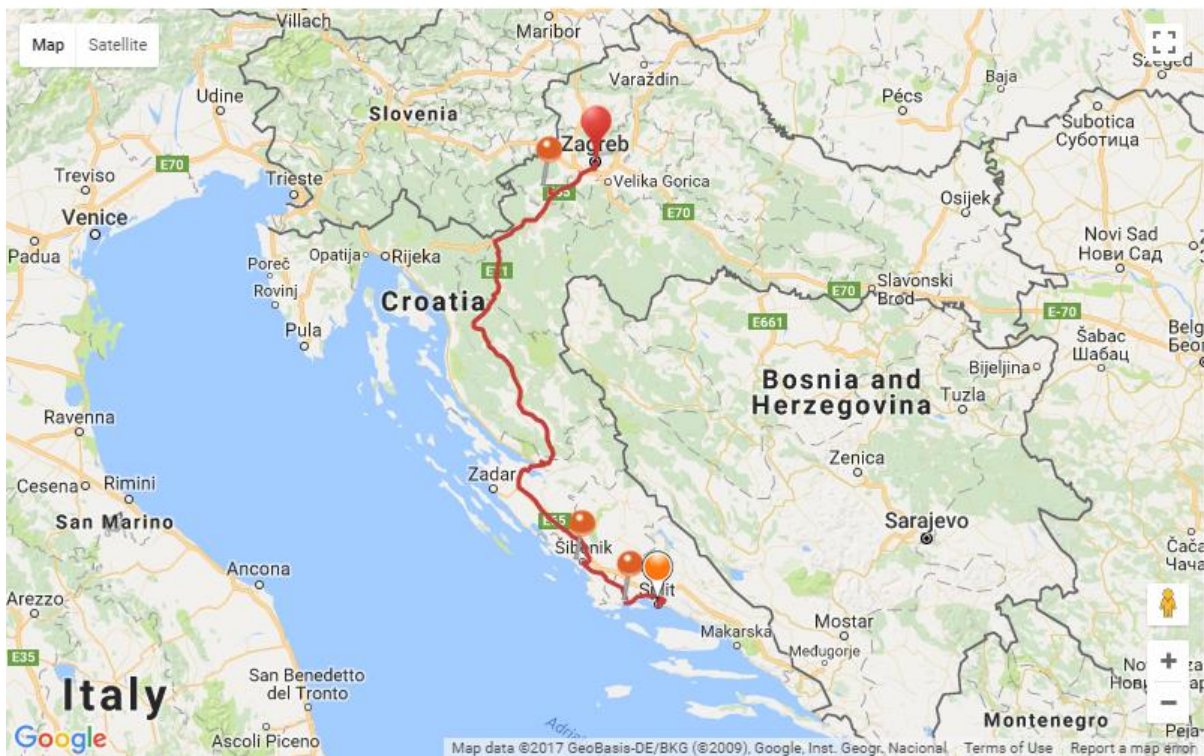 Map Satellite
Villach
Maribor
Varaždin
Szeged
Baja
Pécs
Udine
Slovenia
Subotica
Суботица
Zagreb
E70
Treviso
Trieste
E65
Velika Gorica
Osijek
E70
Venice
Padua
Novi Sad
Нови Сад
Opatija
Rijeka
Poreč
Rovinj
E70
Slavonski
Brod
Croatia
Pula
E661
E-70
Šabac
Шабац
Bijeljina
Bosnia and
Herzegovina
Tuzla
Ravenna
Zadar
Zenica
Cesena
Rimini
San Marino
E65
Sarajevo
Šibenik
Ancona
Split
Arezzo
Mostar
Makarska
Međugorje
E35
San Benedetto
del Tronto
+
Italy
−
Montenegro
Google
Ascoli Piceno
Map data ©2017 GeoBasis-DE/BKG (©2009), Google, Inst. Geogr. Nacional Terms of Use Report a map error